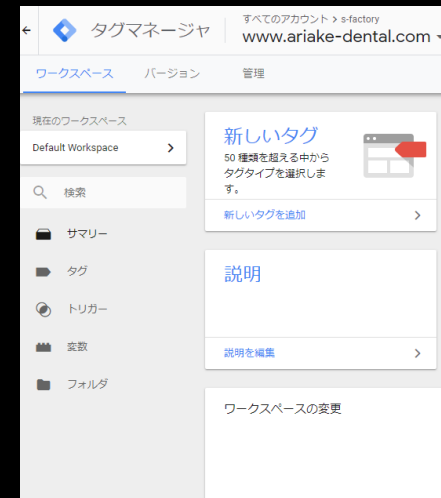 すべてのアカウント > s-factory
タグマネージャ
www.ariake-dental.com
ワークスペース バージョン 管理
現在のワークスペース
Default Workspace
検索
サマリー
タグ
トリガー
変数
フォルダ
新しいタグ
50 種類を超える中から
タグタイプを選択しま
す。
新しいタグを追加
説明
説明を編集
ワークスペースの変更